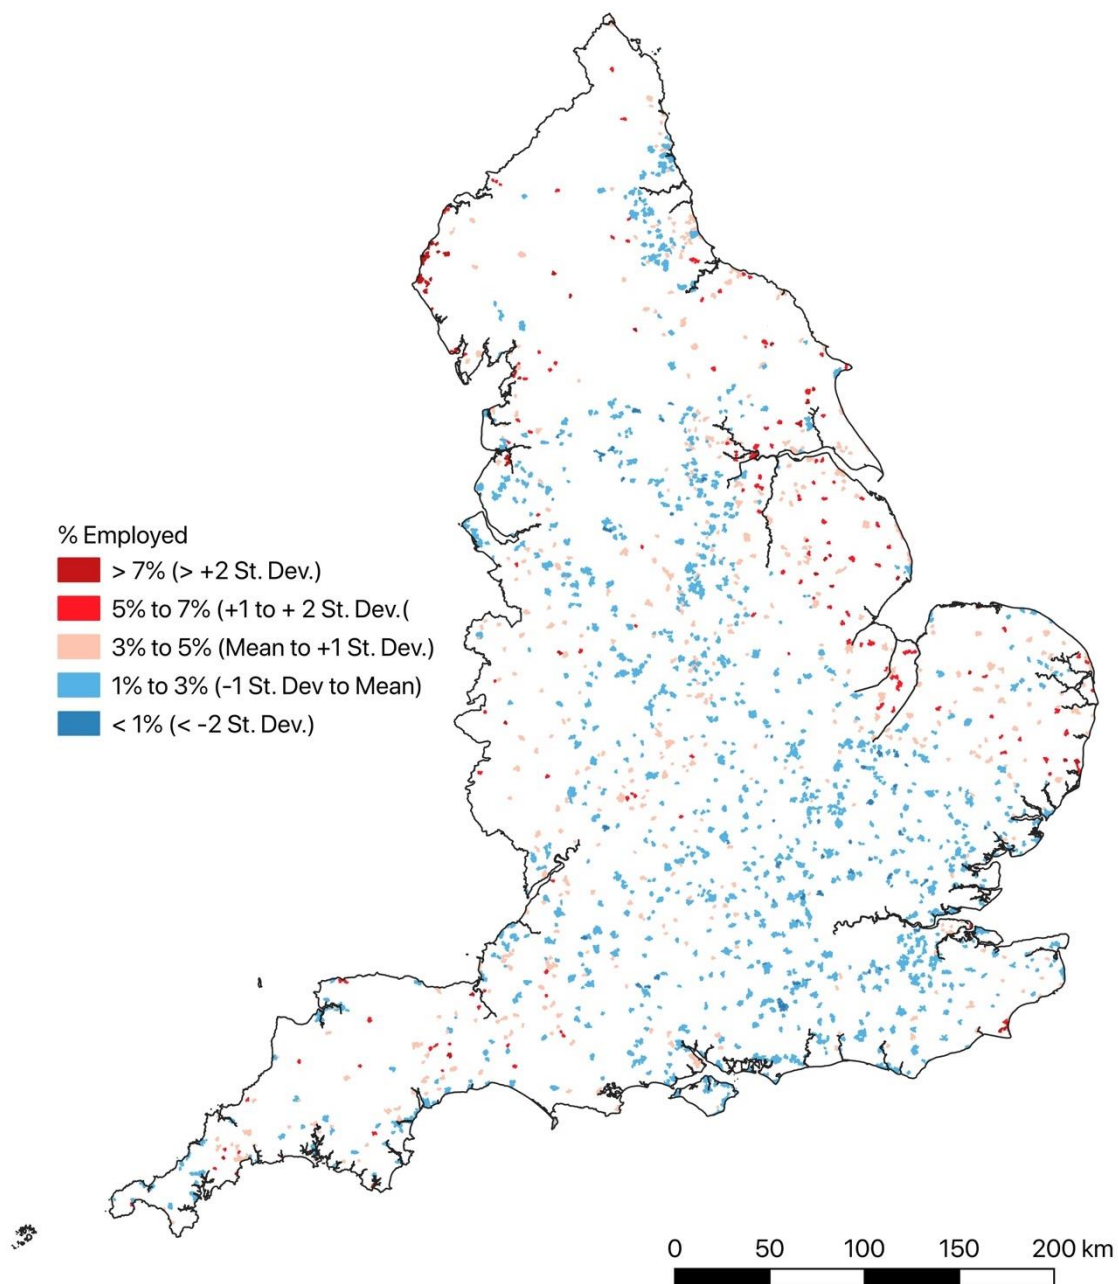 % Employed
> 7% (> +2 St. Dev.)
5% to 7% (+1 to + 2 St. Dev.(
3% to 5% (Mean to +1 St. Dev.)
1% to 3% (-1 St. Dev to Mean)
< 1% (< -2 St. Dev.)
0 50 100 150 200 km